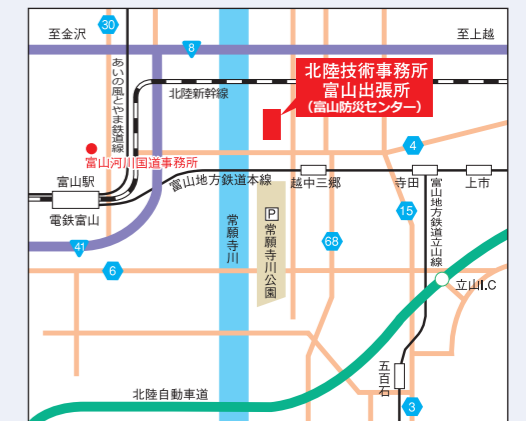 30
至金沢
至上越
8
あいの風とやま鉄道線
北陸新幹線
北陸技術事務所
富山出張所
（富山防災センター）
富山河川国道事務所
4
富山駅
電鉄富山
富山地方鉄道本線
越中三郷
寺田
上市
富山地方鉄道立山線
15
P
常願寺川公園
常願寺川
68
41
6
立山I.C
五百石
北陸自動車道
3